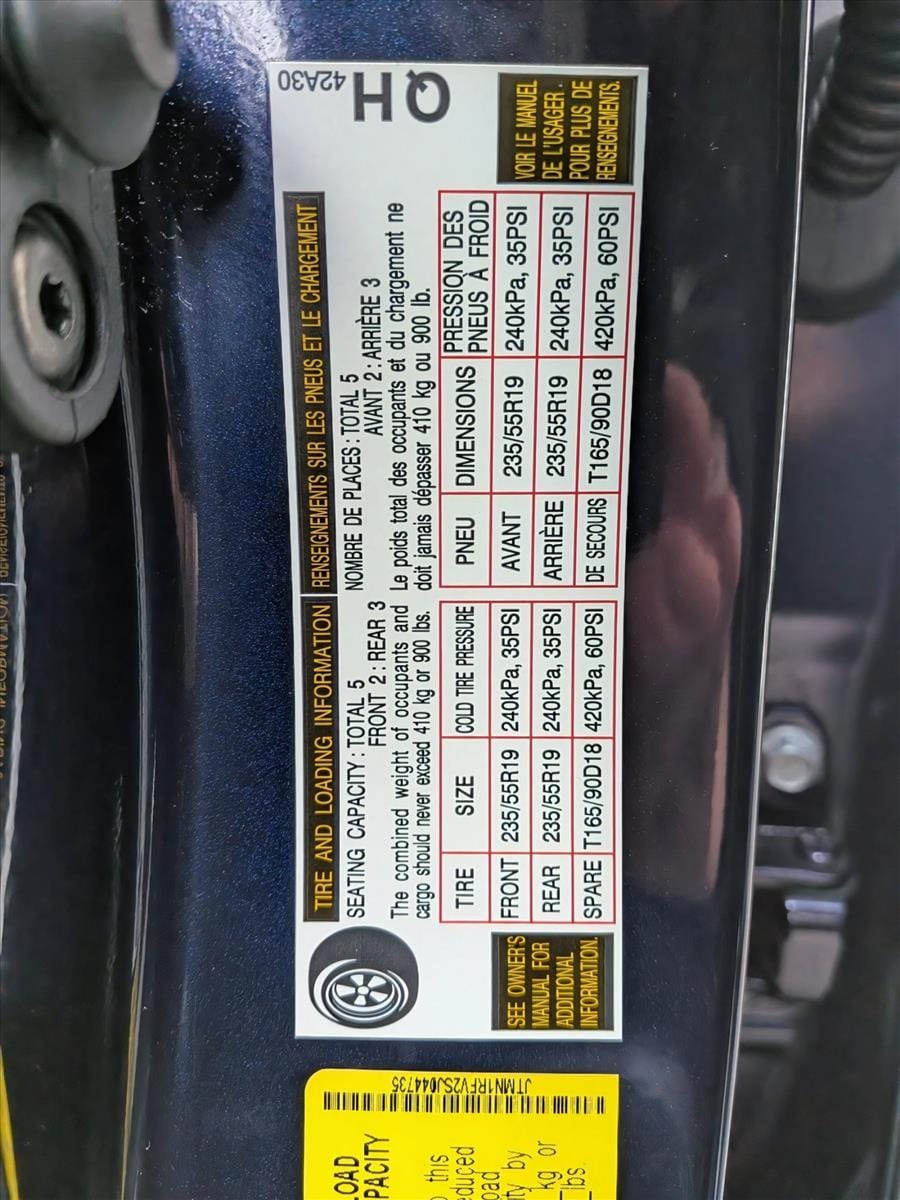 TIRE AND LOADING INFORMATION
SEATING CAPACITY : TOTAL 5
FRONT 2 : REAR 3
The combined weight of occupants and
cargo should never exceed 410 kg or 900 lbs.
TIRE SIZE COLD TIRE PRESSURE
FRONT 235/55R19 240kPa, 35PSI
REAR 235/55R19 240kPa, 35PSI
SPARE T165/90D18 420kPa, 60PSI
SEE OWNER'S
MANUAL FOR
ADDITIONAL
INFORMATION.
RENSEIGNEMENTS SUR LES PNEUS ET LE CHARGEMENT
NOMBRE DE PLACES : TOTAL 5
AVANT 2 : ARRIÈRE 3
Le poids total des occupants et du chargement ne
doit jamais dépasser 410 kg ou 900 lb.
PNEU DIMENSIONS PRESSION DES
PNEUS À FROID
AVANT 235/55R19 240kPa, 35PSI
ARRIÈRE 235/55R19 240kPa, 35PSI
DE SECOURS T165/90D18 420kPa, 60PSI
VOIR LE MANUEL
DE L'USAGER.
POUR PLUS DE
RENSEIGNEMENTS.
42A30
QH
JTMN1RFV2SJ044735
this
kg or
lbs.